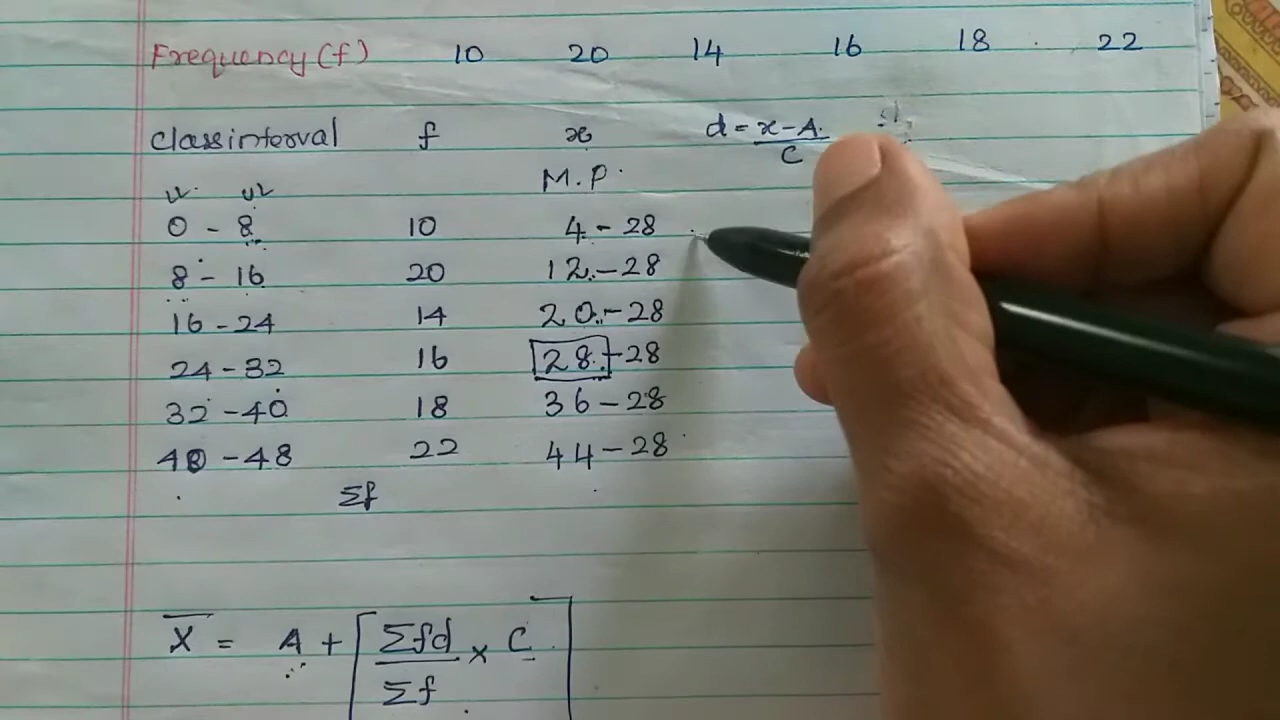 Frequency (f) 10 20 14 16 18 22
Class interval f x d = x - A / C
M.P.
0 - 8 10 4 - 28
8 - 16 20 12 - 28
16 - 24 14 20 - 28
24 - 32 16 28 - 28
32 - 40 18 36 - 28
40 - 48 22 44 - 28
Σf
X̄ = A + [ Σfd / Σf × C ]